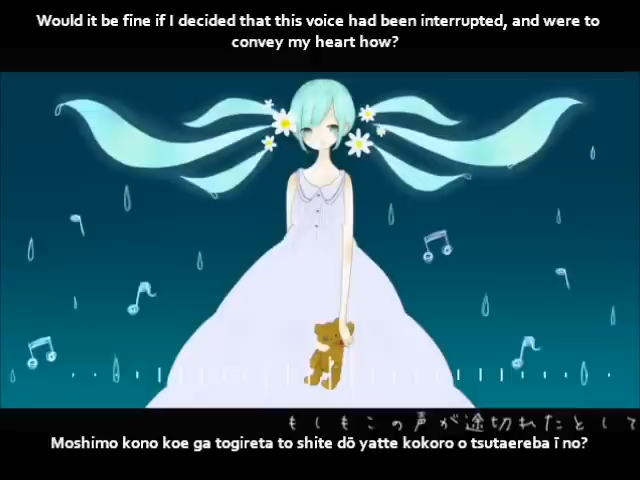 Would it be fine if I decided that this voice had been interrupted, and were to
convey my heart how?
もしもこの声が途切れたとして
Moshimo kono koe ga togireta to shite dō yatte kokoro o tsutaereba ī no?